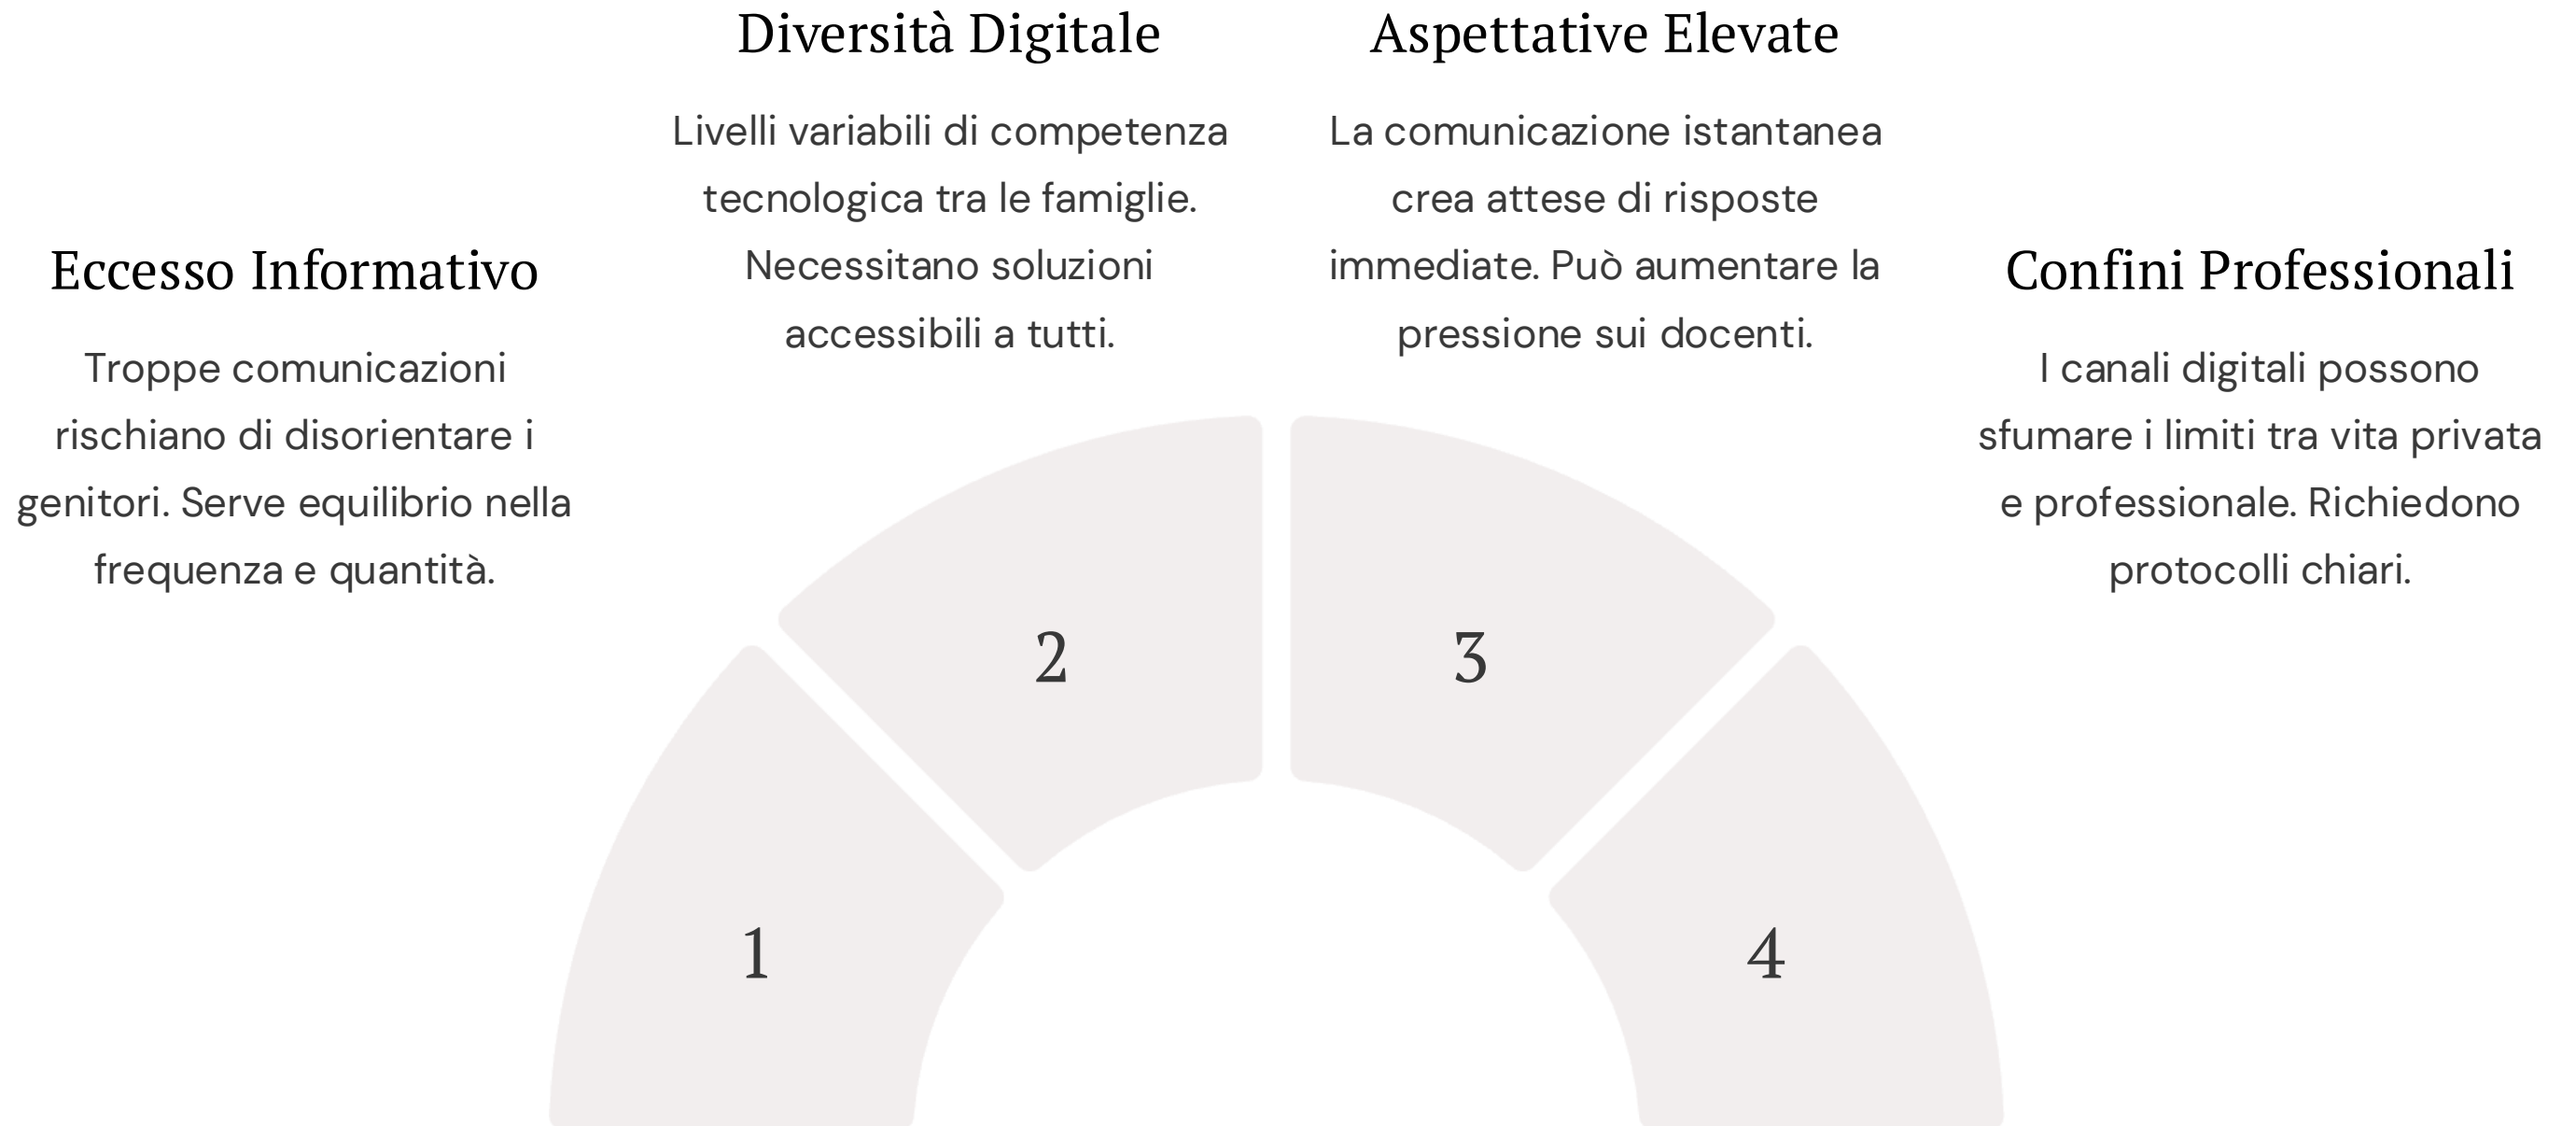 Eccesso Informativo
Troppe comunicazioni
rischiano di disorientare i
genitori. Serve equilibrio nella
frequenza e quantità.
Diversità Digitale
Livelli variabili di competenza
tecnologica tra le famiglie.
Necessitano soluzioni
accessibili a tutti.
Aspettative Elevate
La comunicazione istantanea
crea attese di risposte
immediate. Può aumentare la
pressione sui docenti.
Confini Professionali
I canali digitali possono
sfumare i limiti tra vita privata
e professionale. Richiedono
protocolli chiari.
1
2
3
4